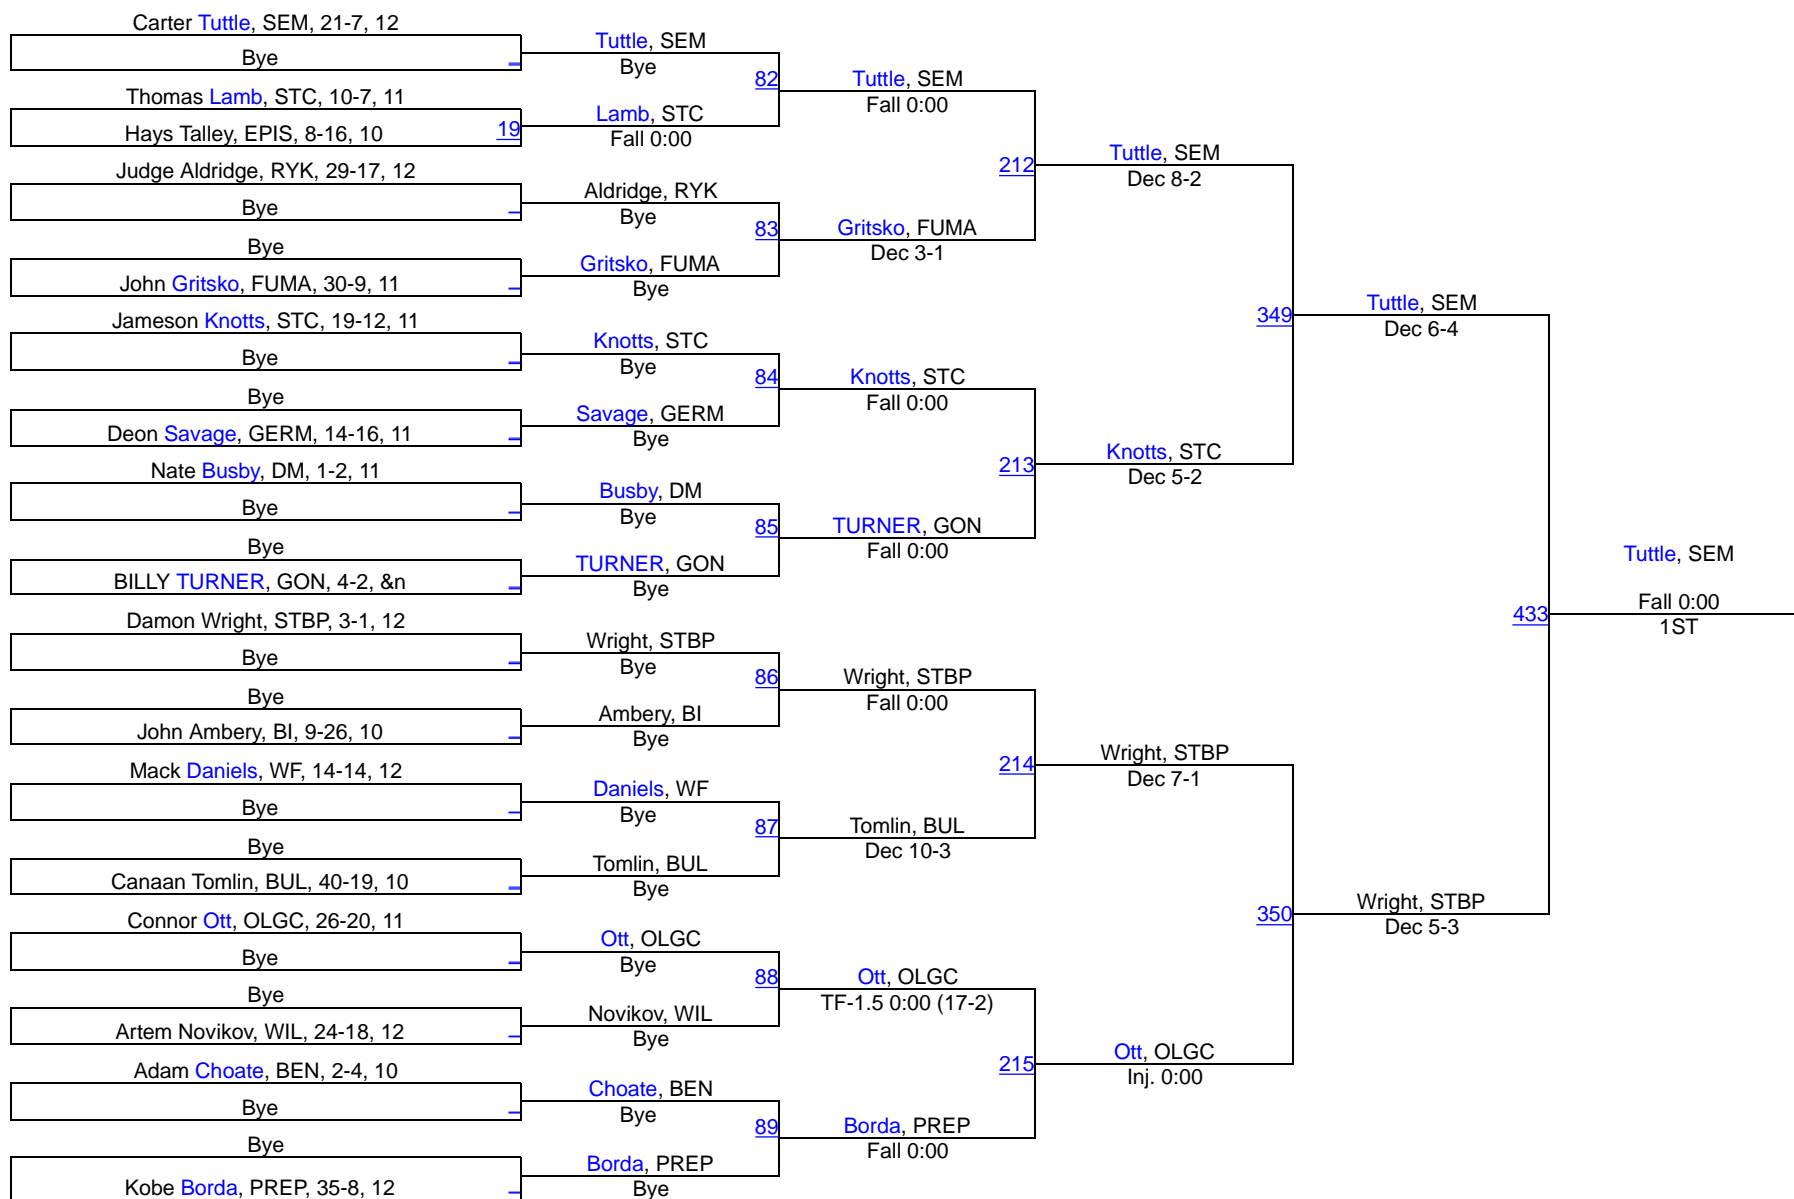 Carter Tuttle, SEM, 21-7, 12
Bye
Thomas Lamb, STC, 10-7, 11
Hays Talley, EPIS, 8-16, 10
19
Judge Aldridge, RYK, 29-17, 12
Bye
Bye
John Gritsko, FUMA, 30-9, 11
Jameson Knotts, STC, 19-12, 11
Bye
Bye
Deon Savage, GERM, 14-16, 11
Nate Busby, DM, 1-2, 11
Bye
Bye
BILLY TURNER, GON, 4-2, &n
Damon Wright, STBP, 3-1, 12
Bye
Bye
John Ambery, BI, 9-26, 10
Mack Daniels, WF, 14-14, 12
Bye
Bye
Canaan Tomlin, BUL, 40-19, 10
Connor Ott, OLGC, 26-20, 11
Bye
Bye
Artem Novikov, WIL, 24-18, 12
Adam Choate, BEN, 2-4, 10
Bye
Bye
Kobe Borda, PREP, 35-8, 12
Tuttle, SEM
Bye
82
Lamb, STC
Fall 0:00
Aldridge, RYK
Bye
83
Gritsko, FUMA
Bye
Knotts, STC
Bye
84
Savage, GERM
Bye
Busby, DM
Bye
85
TURNER, GON
Bye
Wright, STBP
Bye
86
Ambery, BI
Bye
Daniels, WF
Bye
87
Tomlin, BUL
Bye
Ott, OLGC
Bye
88
Novikov, WIL
Bye
Choate, BEN
Bye
89
Borda, PREP
Bye
Tuttle, SEM
Fall 0:00
212
Gritsko, FUMA
Dec 3-1
Knotts, STC
Fall 0:00
213
TURNER, GON
Fall 0:00
Wright, STBP
Fall 0:00
214
Tomlin, BUL
Dec 10-3
Ott, OLGC
TF-1.5 0:00 (17-2)
215
Borda, PREP
Fall 0:00
Tuttle, SEM
Dec 8-2
349
Knotts, STC
Dec 5-2
Wright, STBP
Dec 7-1
350
Ott, OLGC
Inj. 0:00
Tuttle, SEM
Dec 6-4
433
Wright, STBP
Dec 5-3
Tuttle, SEM
Fall 0:00
1ST